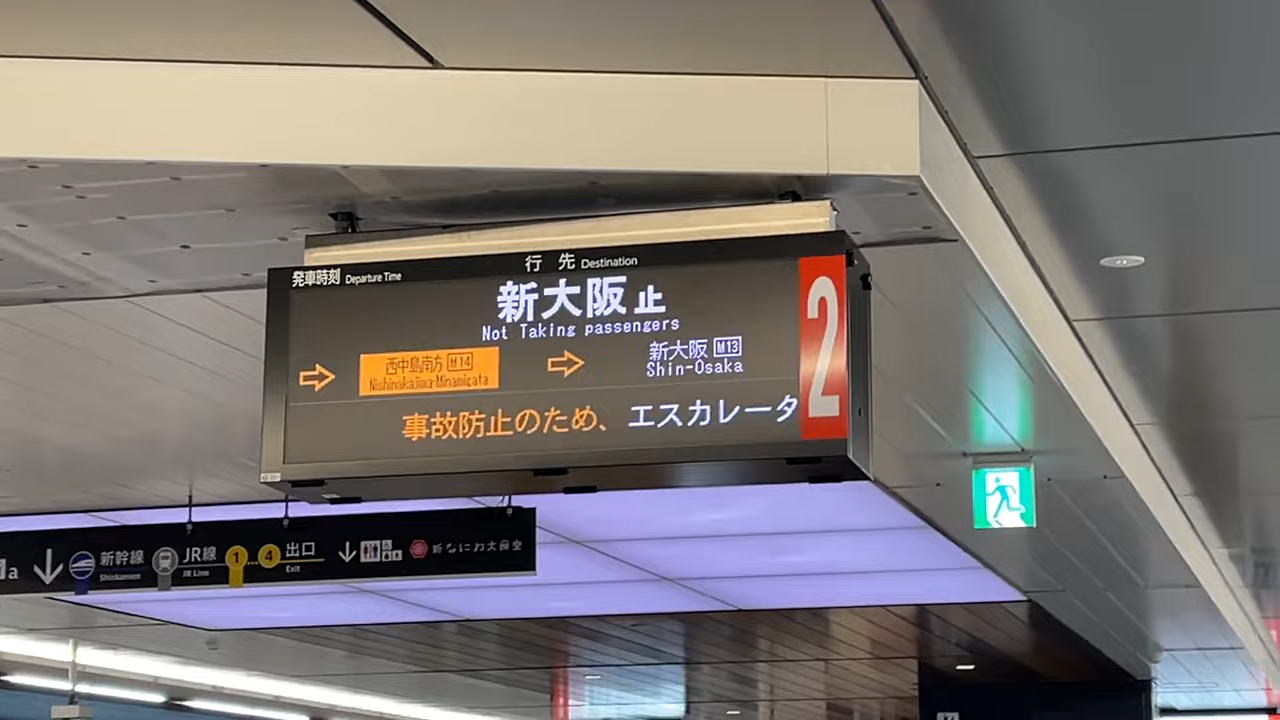 発車時刻 Departure Time
行 先 Destination
新大阪止
Not Taking passengers
2
西中島南方 M14
Nishinakajima-Minamigata
新大阪 M13
Shin-Osaka
事故防止のため、エスカレータ
新幹線
Shinkansen
JR線
JR Line
1 4 出口
Exit
新なにわ大食堂